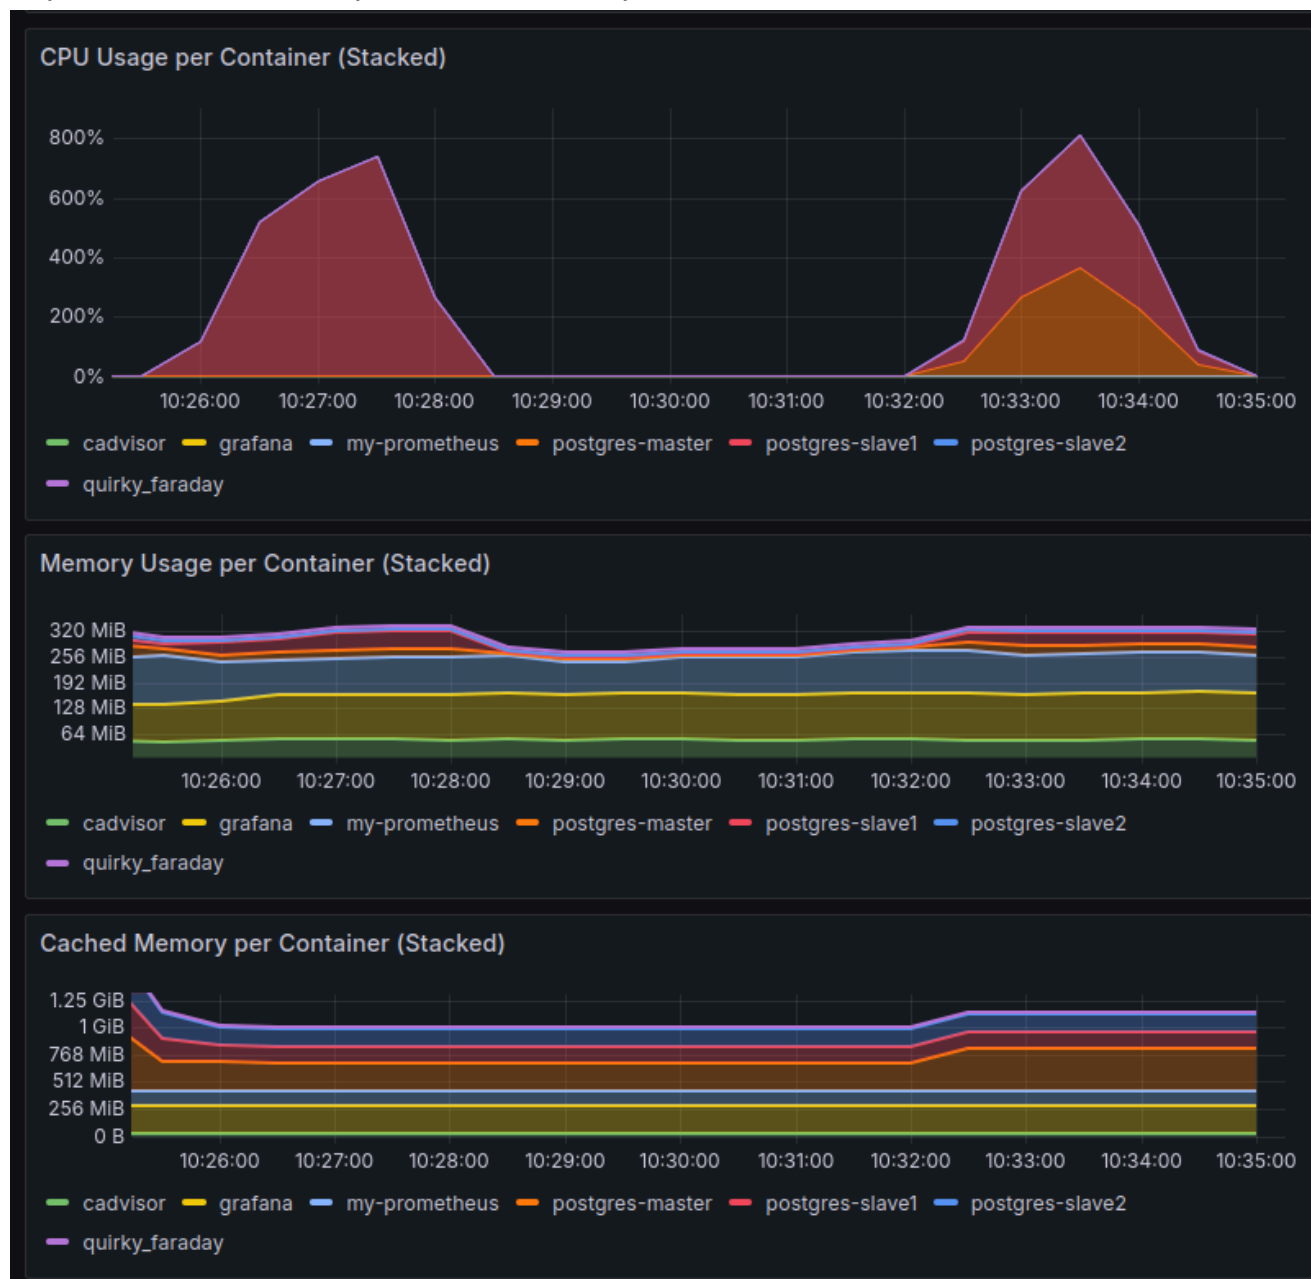 CPU Usage per Container (Stacked)
800%
600%
400%
200%
0%
10:26:00 10:27:00 10:28:00 10:29:00 10:30:00 10:31:00 10:32:00 10:33:00 10:34:00 10:35:00
cadvisor grafana my-prometheus postgres-master postgres-slave1 postgres-slave2
quirky_faraday
Memory Usage per Container (Stacked)
320 MiB
256 MiB
192 MiB
128 MiB
64 MiB
10:26:00 10:27:00 10:28:00 10:29:00 10:30:00 10:31:00 10:32:00 10:33:00 10:34:00 10:35:00
cadvisor grafana my-prometheus postgres-master postgres-slave1 postgres-slave2
quirky_faraday
Cached Memory per Container (Stacked)
1.25 GiB
1 GiB
768 MiB
512 MiB
256 MiB
0 B
10:26:00 10:27:00 10:28:00 10:29:00 10:30:00 10:31:00 10:32:00 10:33:00 10:34:00 10:35:00
cadvisor grafana my-prometheus postgres-master postgres-slave1 postgres-slave2
quirky_faraday